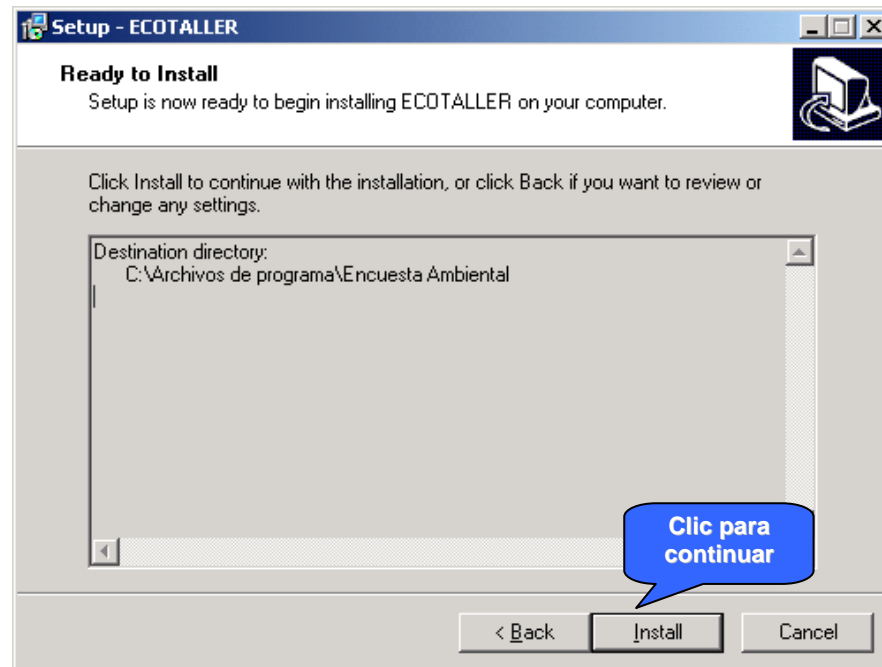 Setup - ECOTALLER
Ready to Install
Setup is now ready to begin installing ECOTALLER on your computer.
Click Install to continue with the installation, or click Back if you want to review or
change any settings.
Destination directory:
C:\Archivos de programa\Encuesta Ambiental
Clic para
continuar
< Back
Install
Cancel